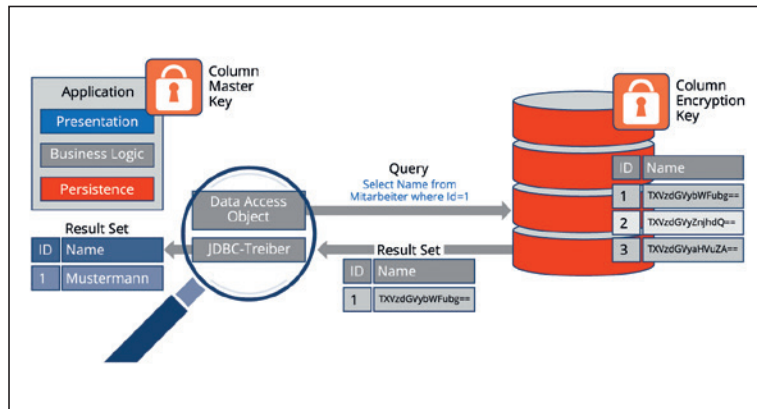 Column
Master
Key
Application
Presentation
Business Logic
Persistence
Column
Encryption
Key
Query
Select Name from
Mitarbeiter where Id=1
Data Access
Object
JDBC-Treiber
ID Name
1 TXVzdGVybWFubg==
2 TXVzdGVyZnJhdQ==
3 TXVzdGVyaHVuZA==
Result Set
ID Name
1 TXVzdGVybWFubg==
Result Set
ID Name
1 Mustermann